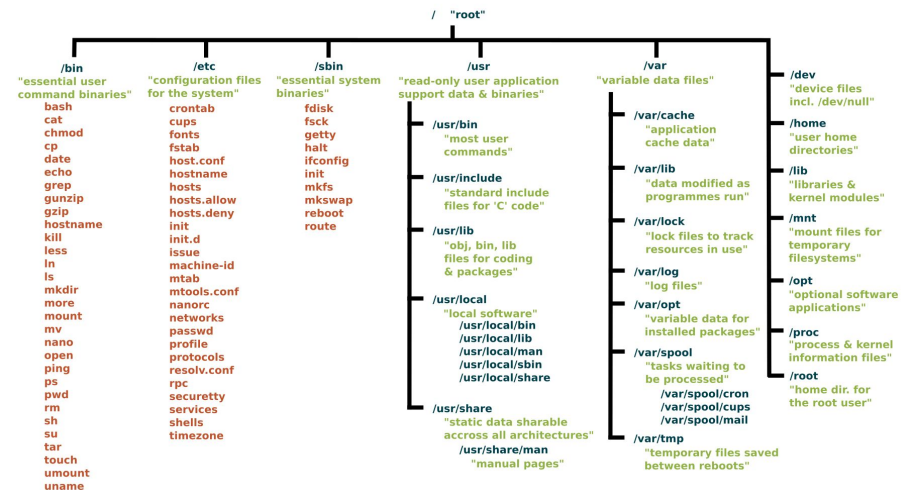 / "root"
/bin
"essential user
command binaries"
bash
cat
chmod
cp
date
echo
grep
gunzip
gzip
hostname
kill
less
ln
ls
mkdir
more
mount
mv
nano
open
ping
ps
pwd
rm
sh
su
tar
touch
umount
uname
/etc
"configuration files
for the system"
crontab
cups
fonts
fstab
host.conf
hostname
hosts
hosts.allow
hosts.deny
init
init.d
issue
machine-id
mtab
mtools.conf
nanorc
networks
passwd
profile
protocols
resolv.conf
rpc
securetty
services
shells
timezone
/sbin
"essential system
binaries"
fdisk
fsck
getty
halt
ifconfig
init
mkfs
mkswap
reboot
route
/usr
"read-only user application
support data & binaries"
/usr/bin
"most user
commands"
/usr/include
"standard include
files for 'C' code"
/usr/lib
"obj, bin, lib
files for coding
& packages"
/usr/local
"local software"
/usr/local/bin
/usr/local/lib
/usr/local/man
/usr/local/sbin
/usr/local/share
/usr/share
"static data sharable
accross all architectures"
/usr/share/man
"manual pages"
/var
"variable data files"
/var/cache
"application
cache data"
/var/lib
"data modified as
programmes run"
/var/lock
"lock files to track
resources in use"
/var/log
"log files"
/var/opt
"variable data for
installed packages"
/var/spool
"tasks waiting to
be processed"
/var/spool/cron
/var/spool/cups
/var/spool/mail
/var/tmp
"temporary files saved
between reboots"
/dev
"device files
incl. /dev/null"
/home
"user home
directories"
/lib
"libraries &
kernel modules"
/mnt
"mount files for
temporary
filesystems"
/opt
"optional software
applications"
/proc
"process & kernel
information files"
/root
"home dir. for
the root user"